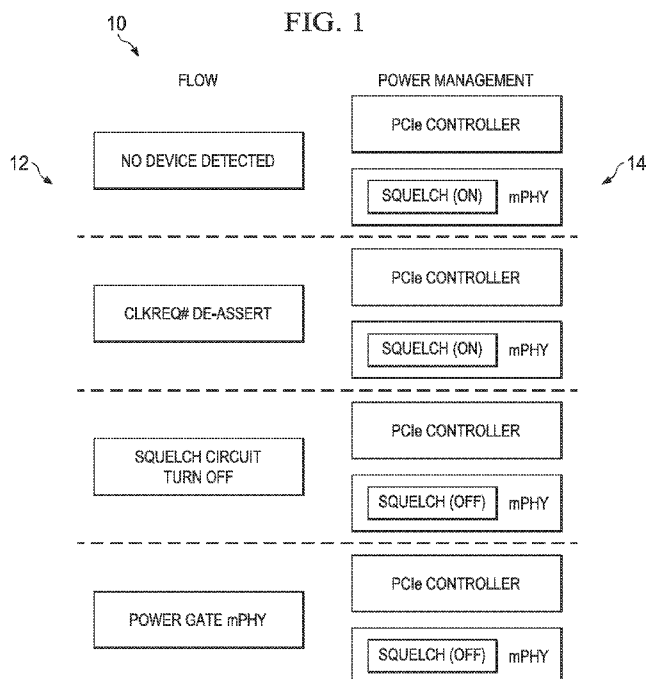 FIG. 1
10
FLOW
POWER MANAGEMENT
12
14
NO DEVICE DETECTED
PCIe CONTROLLER
SQUELCH (ON) mPHY
CLKREQ# DE-ASSERT
PCIe CONTROLLER
SQUELCH (ON) mPHY
SQUELCH CIRCUIT
TURN OFF
PCIe CONTROLLER
SQUELCH (OFF) mPHY
POWER GATE mPHY
PCIe CONTROLLER
SQUELCH (OFF) mPHY